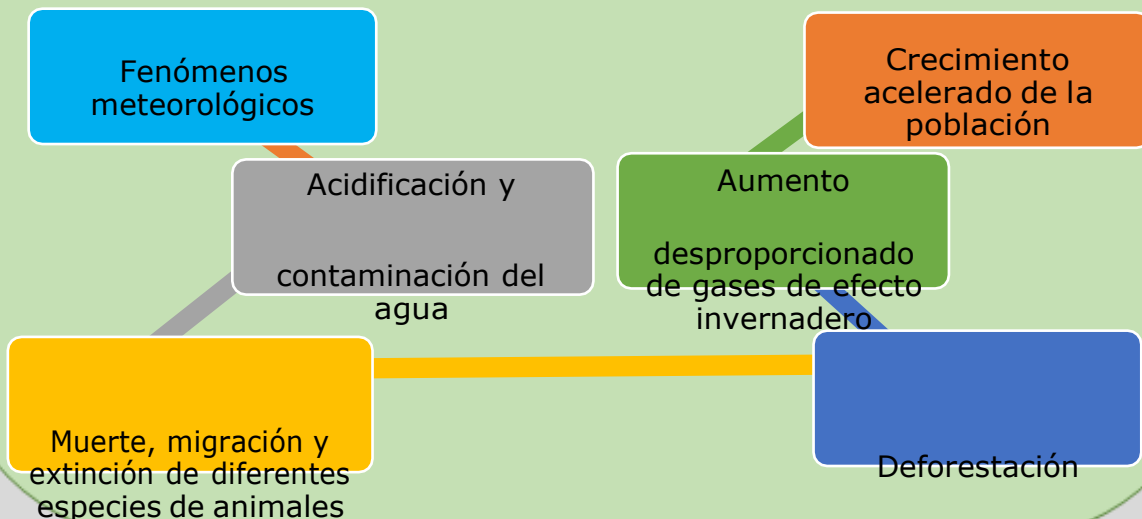 Fenómenos
meteorológicos
Crecimiento
acelerado de la
población
Acidificación y
contaminación del
agua
Aumento
desproporcionado
de gases de efecto
invernadero
Muerte, migración y
extinción de diferentes
especies de animales
Deforestación